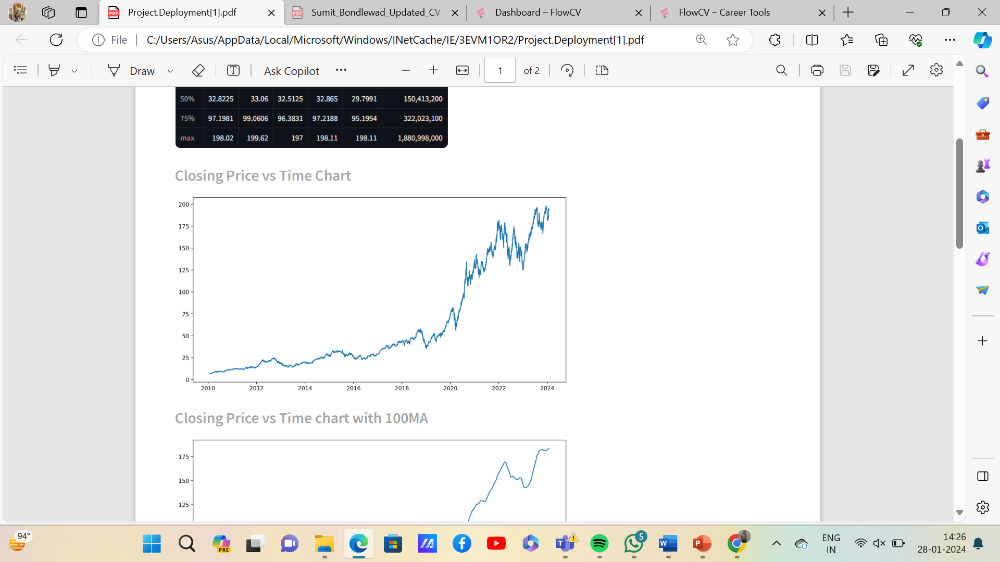 Project.Deployment[1].pdf
Sumit_Bondlewad_Updated_CV
Dashboard – FlowCV
FlowCV – Career Tools
File
C:/Users/Asus/AppData/Local/Microsoft/Windows/INetCache/IE/3EVM1OR2/Project.Deployment[1].pdf
Draw
Ask Copilot
1
of 2
50% 32.8225 33.06 32.5125 32.865 29.7991 150,413,200
75% 97.1981 99.0606 96.3831 97.2188 95.1954 322,023,100
max 198.02 199.62 197 198.11 198.11 1,880,998,000
Closing Price vs Time Chart
200
175
150
125
100
75
50
25
0
2010 2012 2014 2016 2018 2020 2022 2024
Closing Price vs Time chart with 100MA
175
150
125
94°
PRE
5
ENG
IN
14:26
28-01-2024